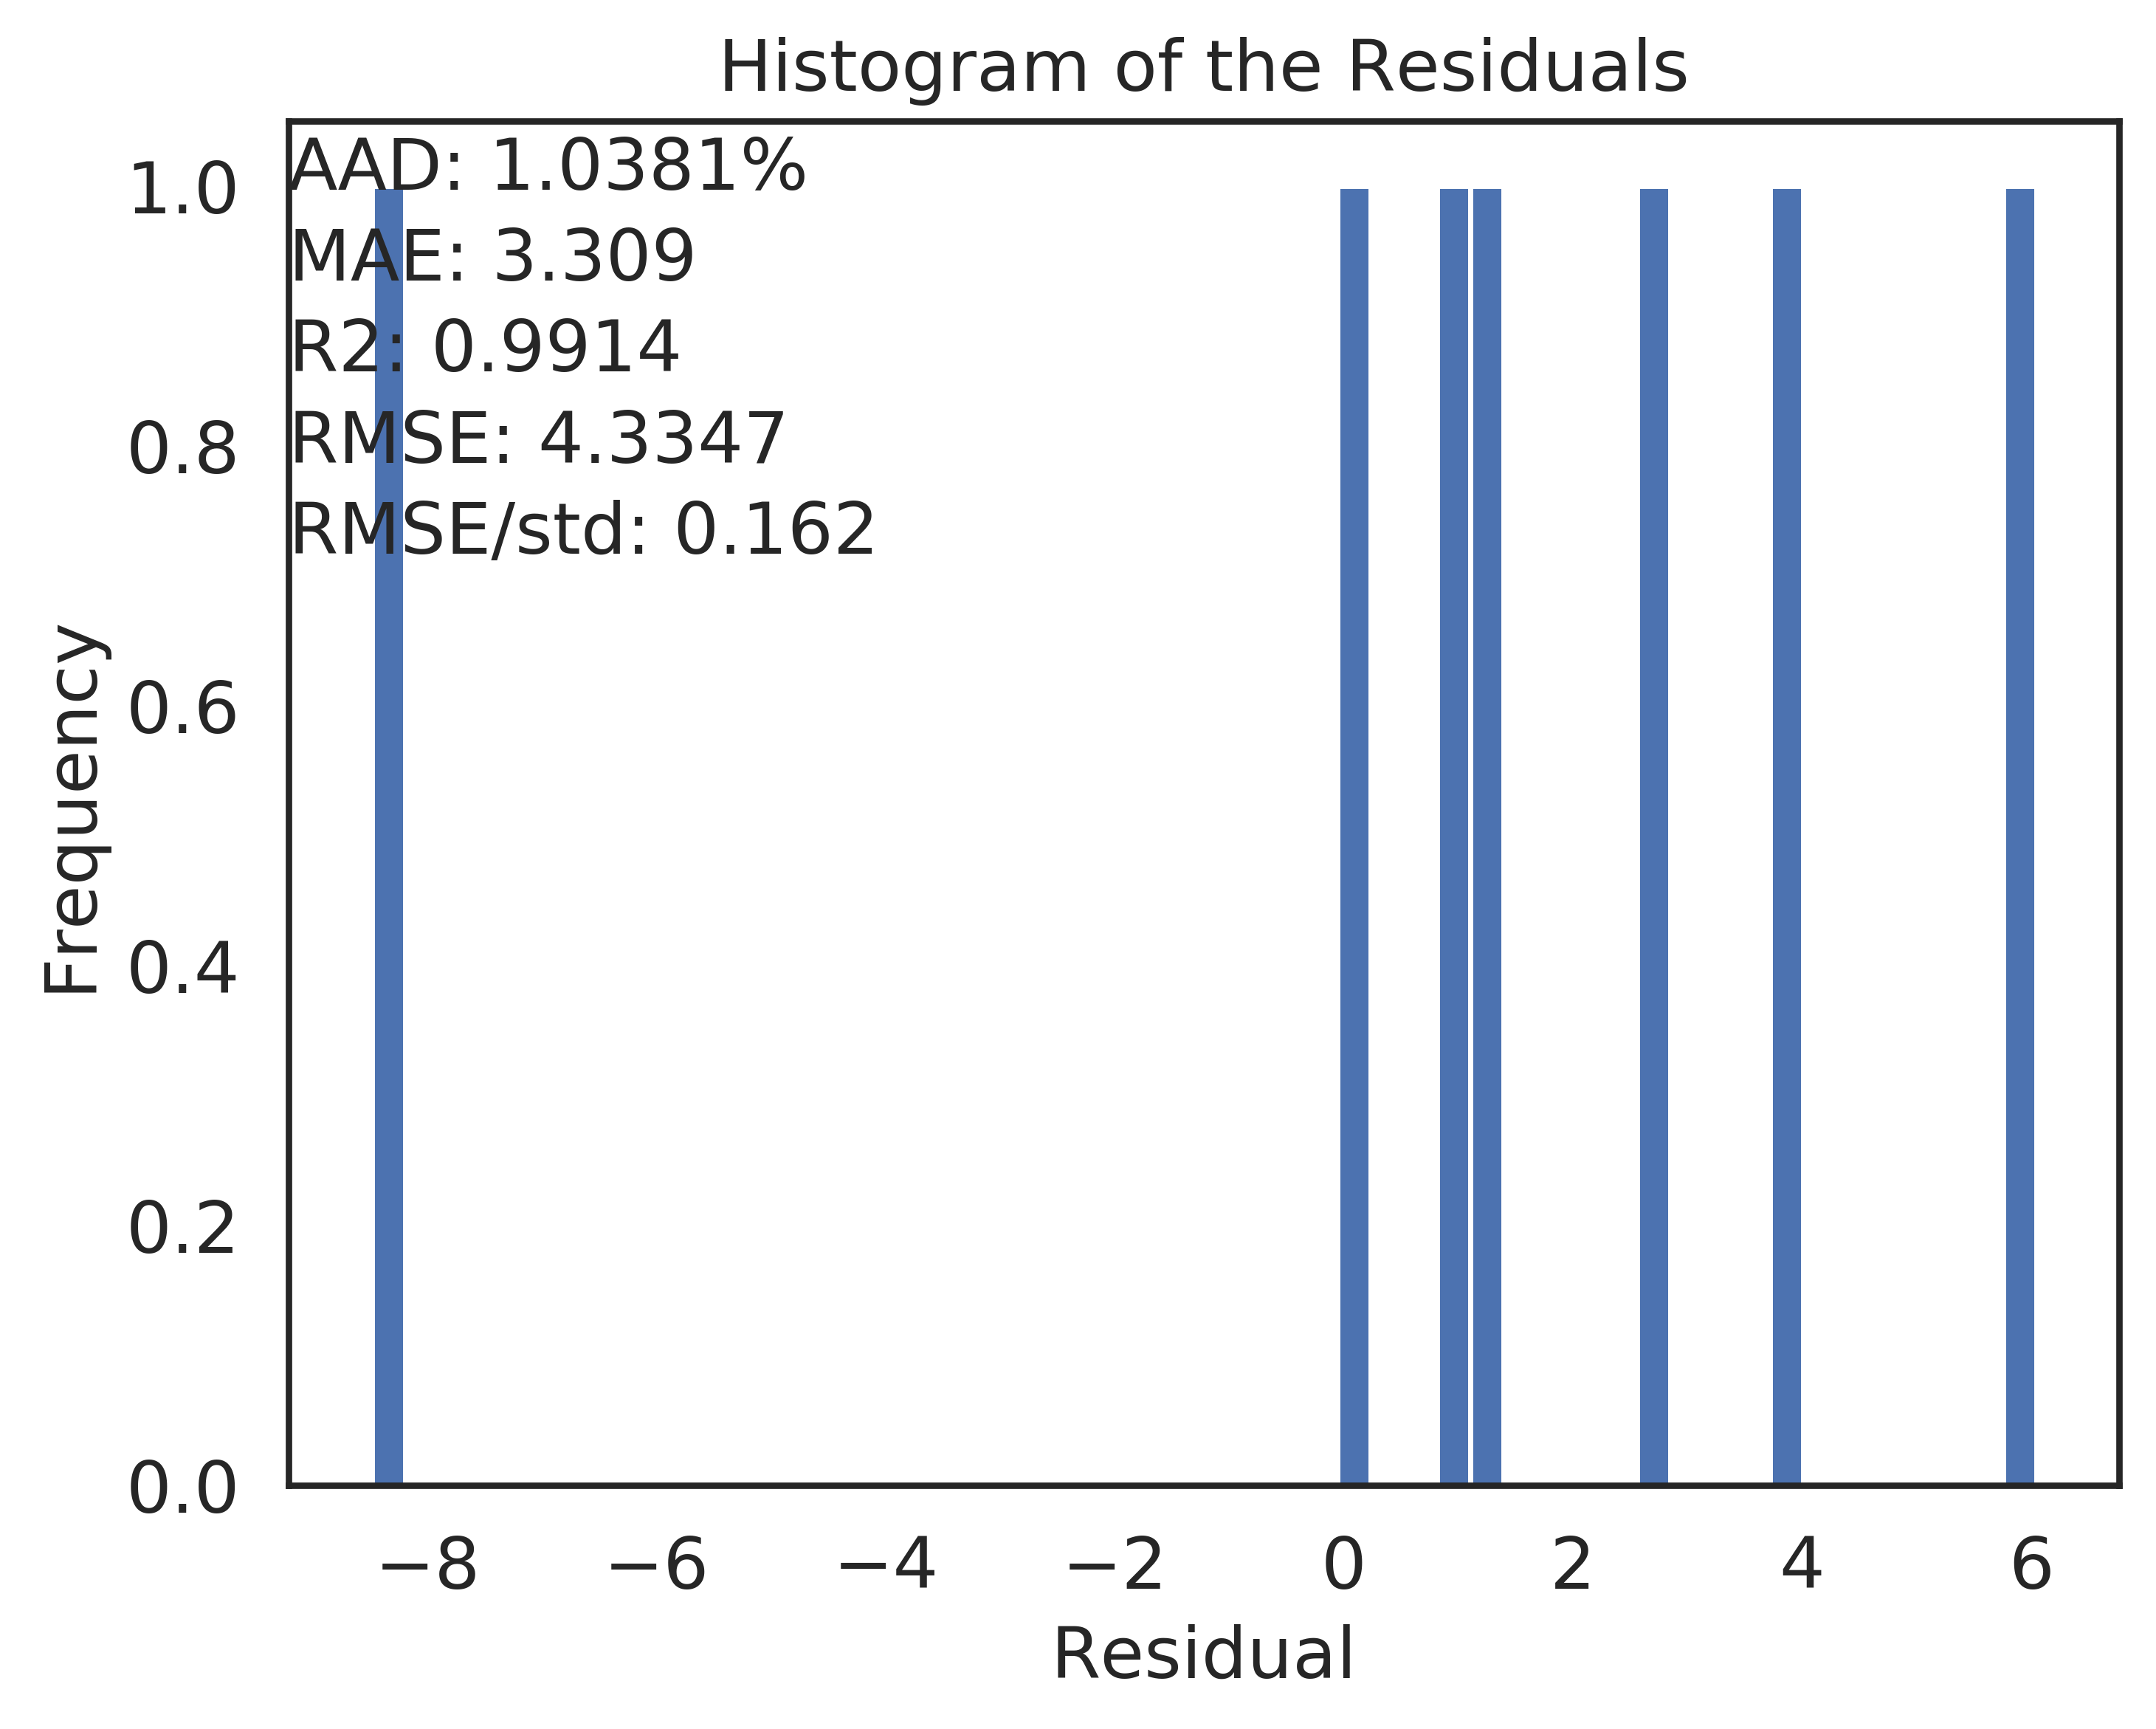 Histogram of the Residuals
AAD: 1.0381%
MAE: 3.309
R2: 0.9914
RMSE: 4.3347
RMSE/std: 0.162
1.0
0.8
0.6
0.4
0.2
0.0
Frequency
−8 −6 −4 −2 0 2 4 6
Residual